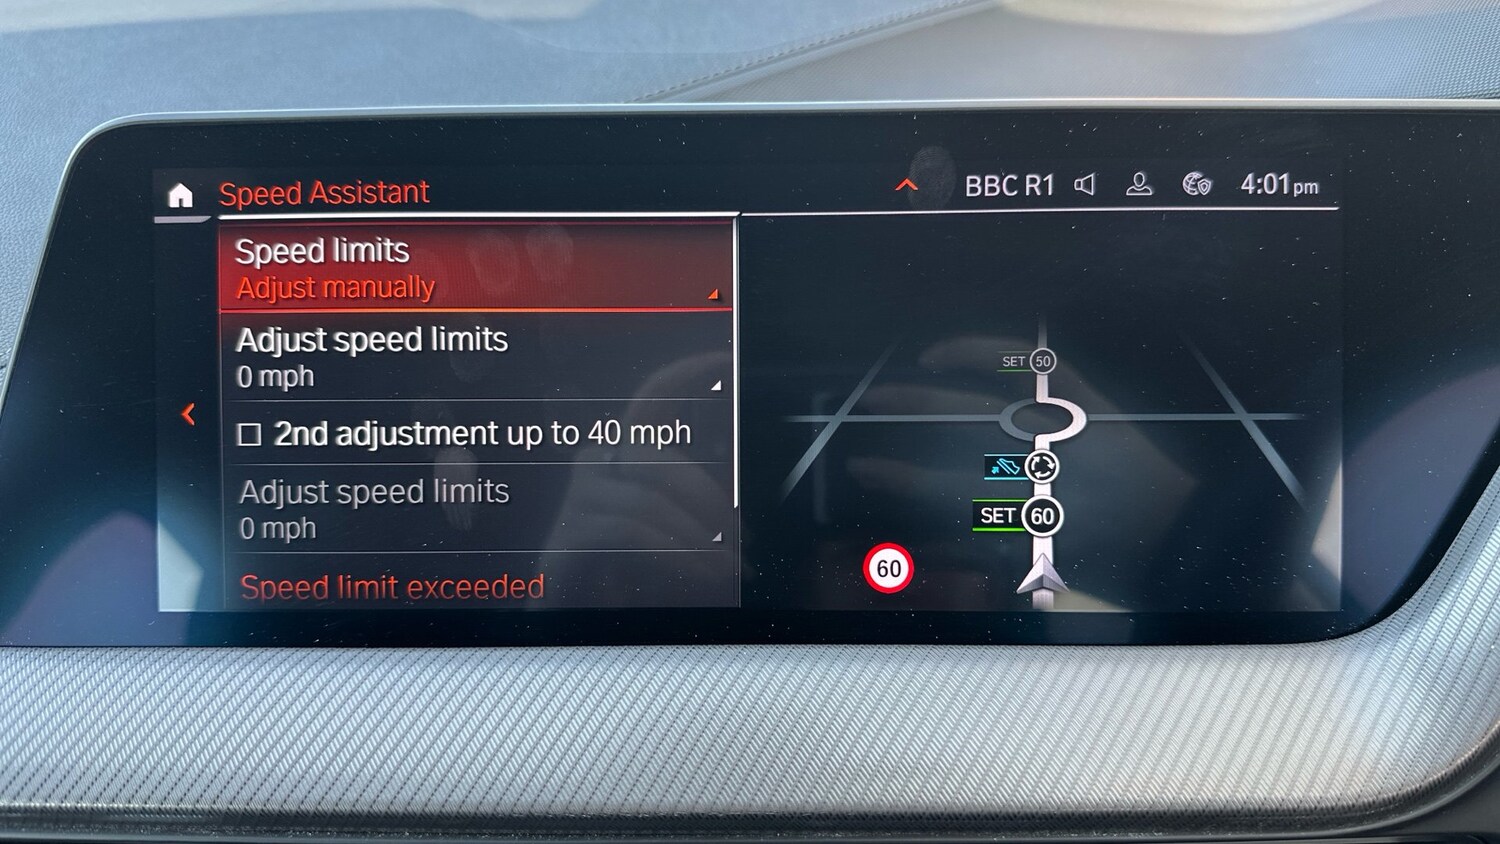 Speed Assistant
BBC R1 4:01pm
Speed limits
Adjust manually
Adjust speed limits
0 mph
2nd adjustment up to 40 mph
Adjust speed limits
0 mph
Speed limit exceeded
SET 50
SET 60
60